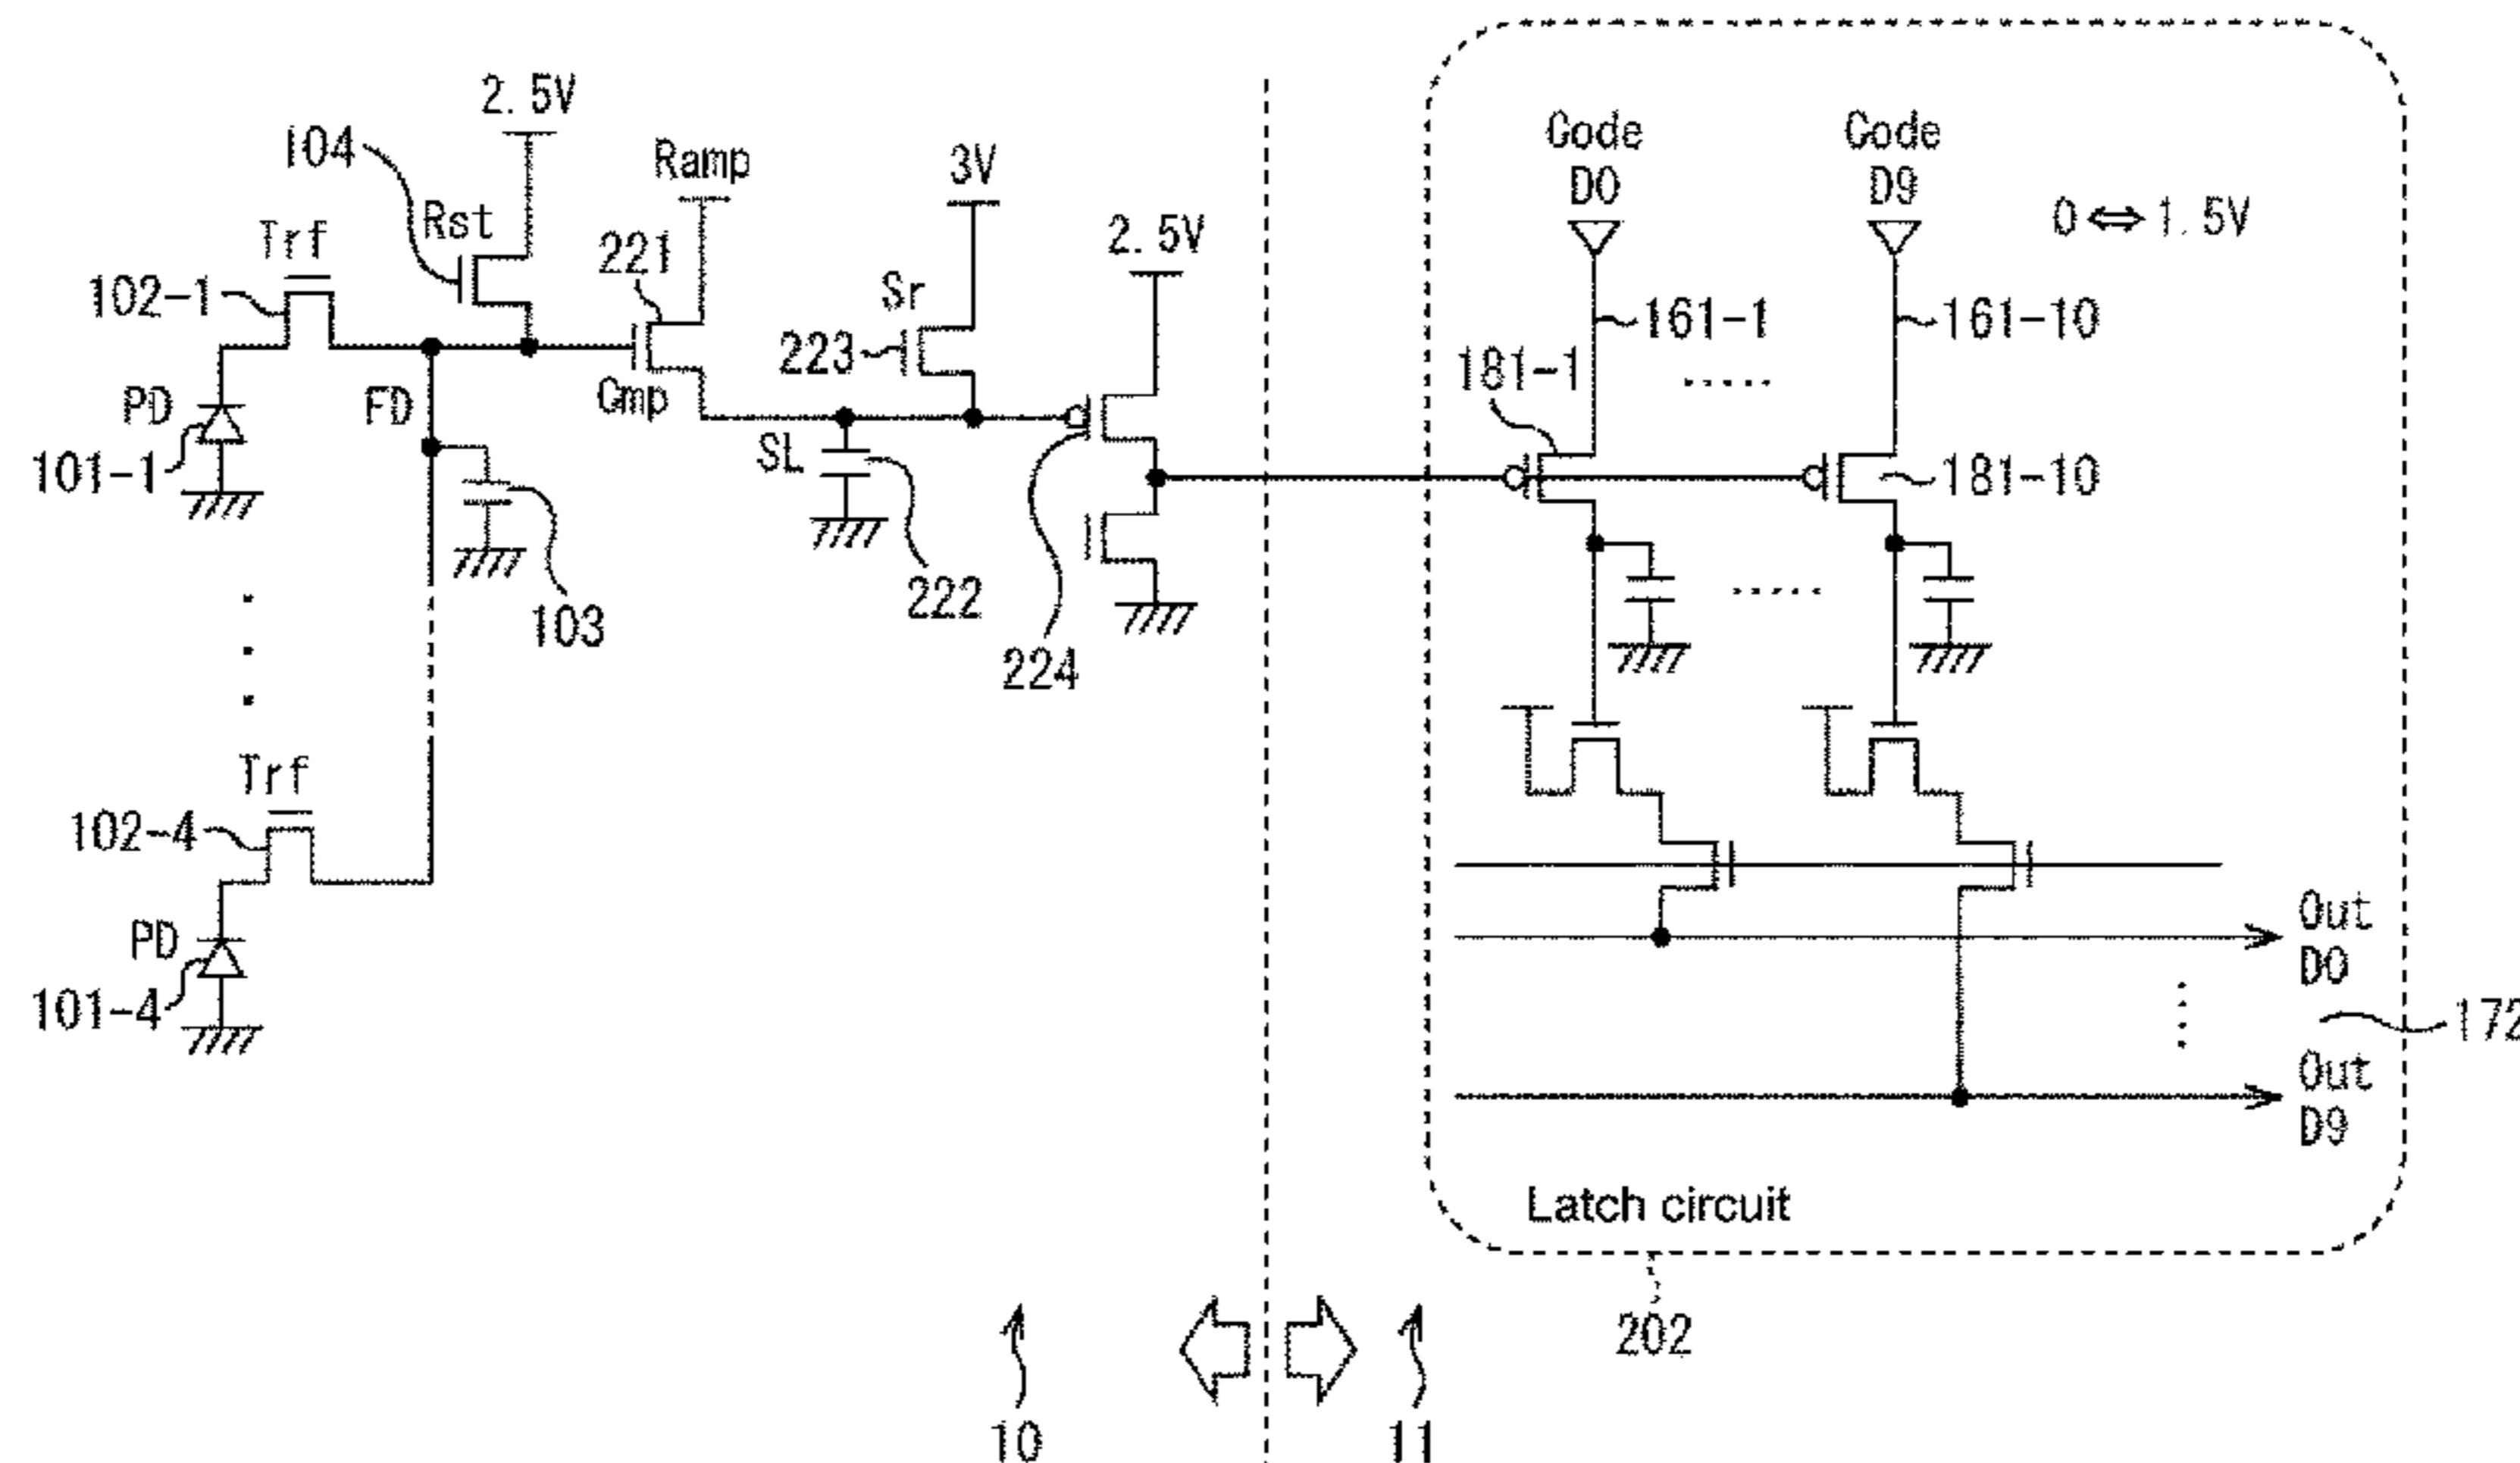 2.5V
104
Ramp
3V
Code
D0
Code
D9
0 ⇔ 1.5V
Trf
Rst
221
2.5V
102-1
Sr
161-1
161-10
223
181-1
PD
FD
Cmp
101-1
SL
181-10
222
103
224
Trf
102-4
PD
101-4
Out
D0
172
Out
D9
Latch circuit
202
10
11